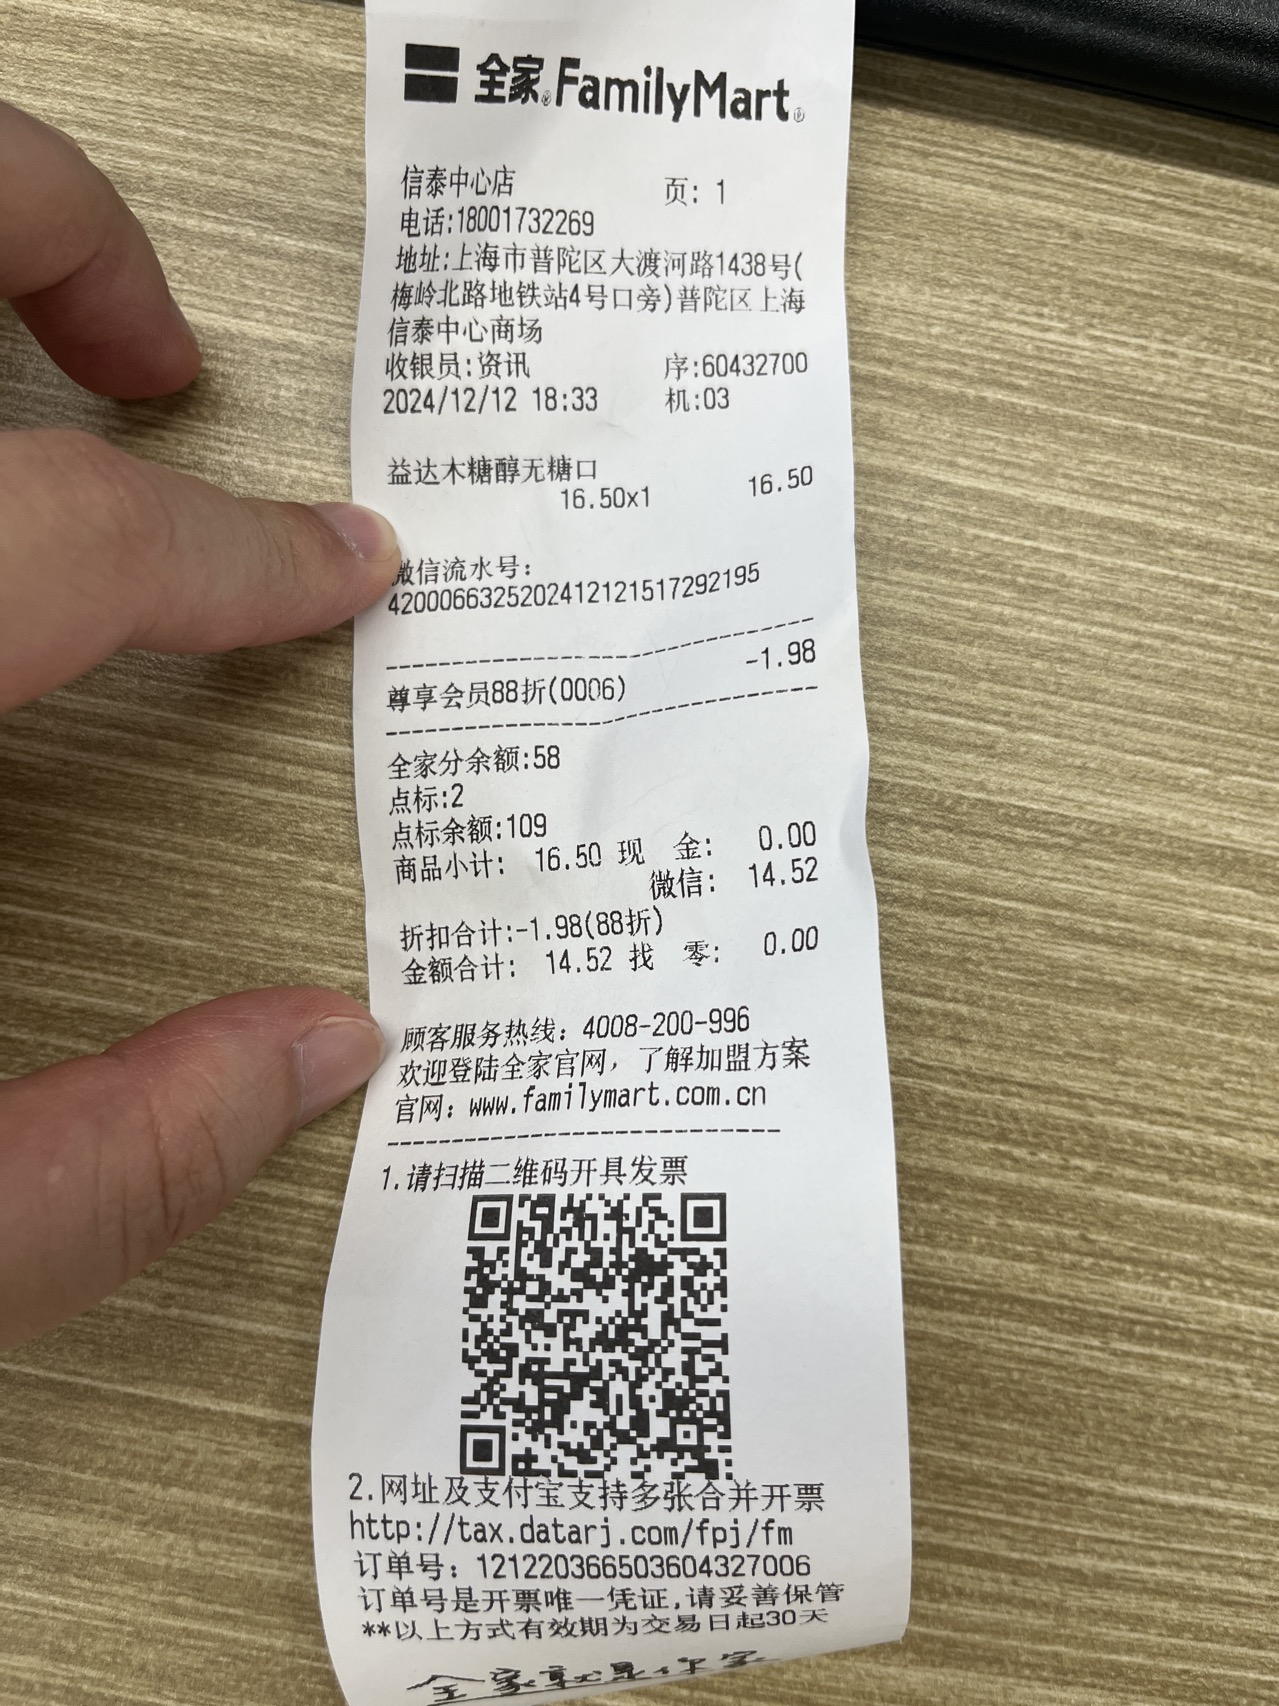 全家 FamilyMart
信泰中心店 页: 1
电话:18001732269
地址:上海市普陀区大渡河路1438号(
梅岭北路地铁站4号口旁)普陀区上海
信泰中心商场
收银员:资讯 序:60432700
2024/12/12 18:33 机:03
益达木糖醇无糖口
16.50x1 16.50
微信流水号:
4200066325202412121517292195
-1.98
尊享会员88折(0006)
全家分余额:58
点标:2
点标余额:109
商品小计: 16.50 现 金: 0.00
微信: 14.52
折扣合计:-1.98(88折)
金额合计: 14.52 找 零: 0.00
顾客服务热线: 4008-200-996
欢迎登陆全家官网, 了解加盟方案
官网: www.familymart.com.cn
1.请扫描二维码开具发票
2.网址及支付宝支持多张合并开票
http://tax.datarj.com/fpj/fm
订单号: 1212203665036043​27006
订单号是开票唯一凭证,请妥善保管
**以上方式有效期为交易日起30天
全家就是你家